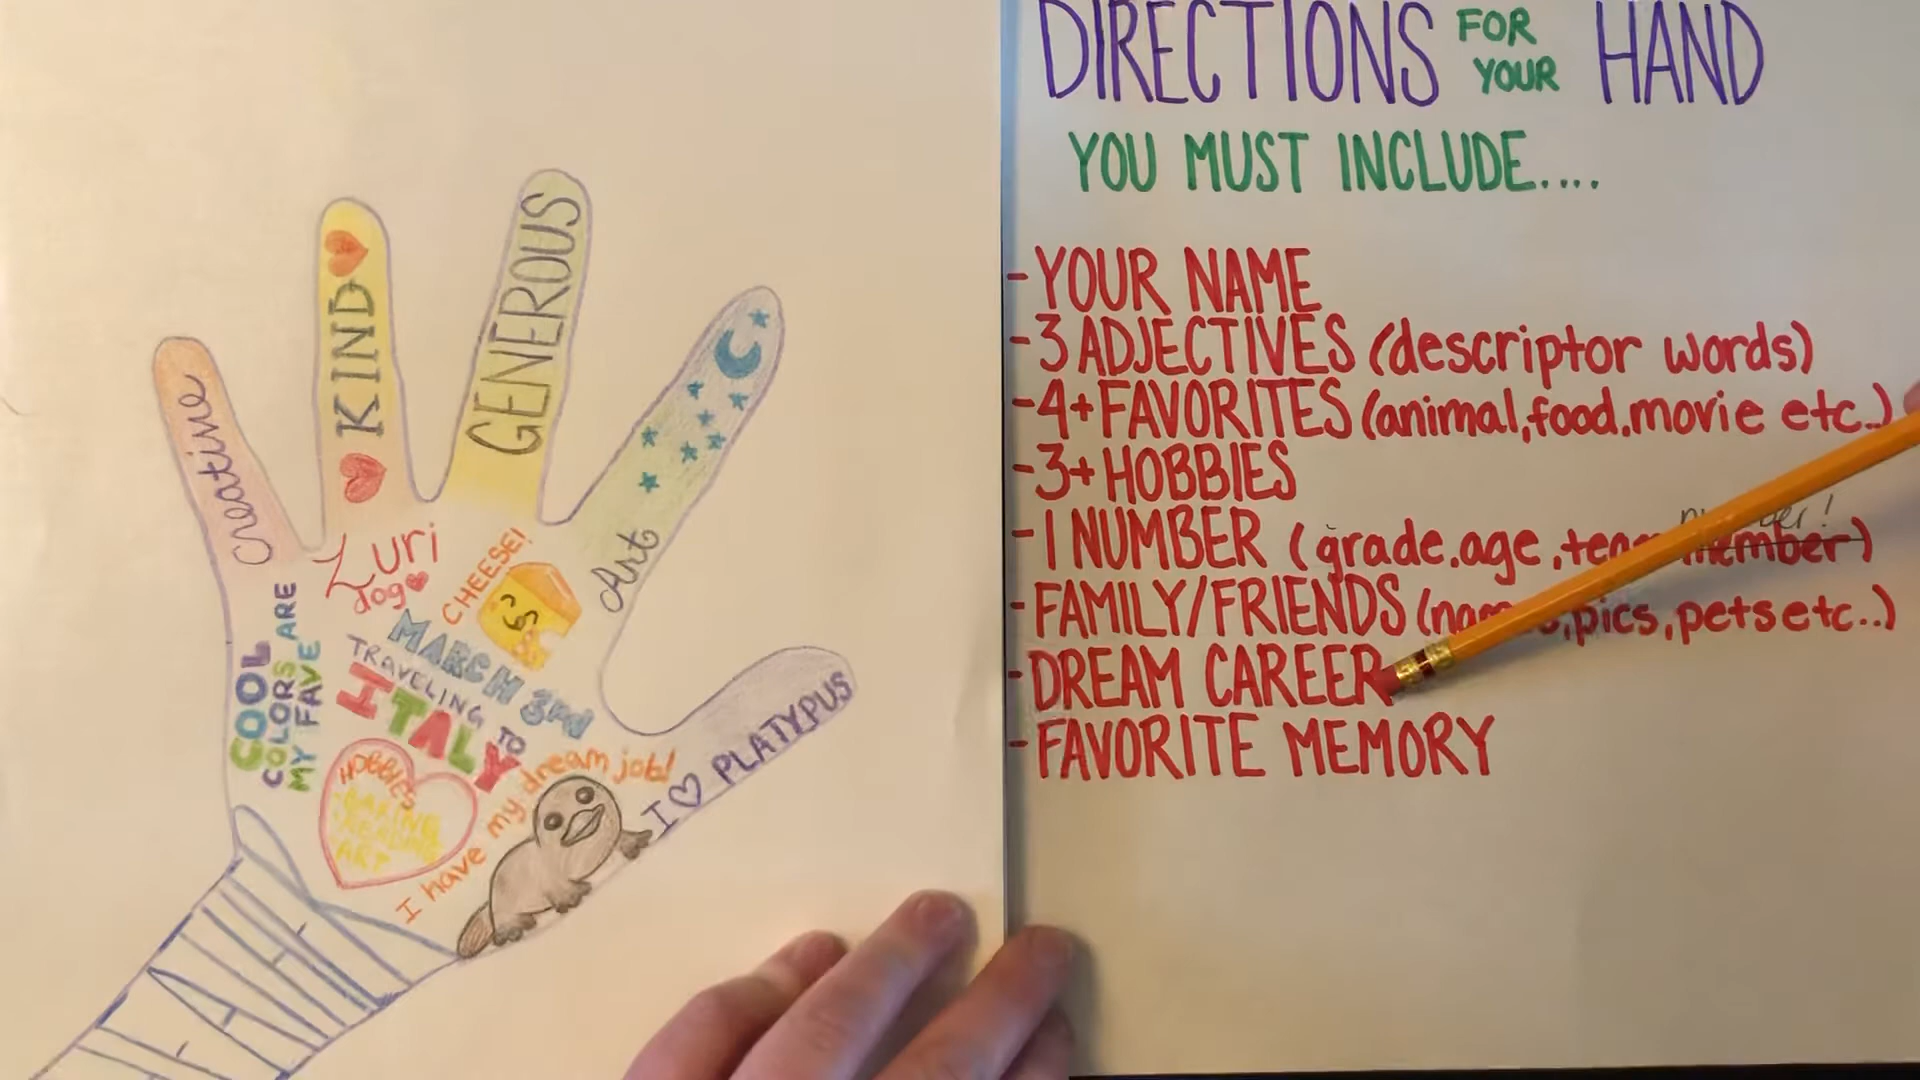 Creative
KIND
GENEROUS
Art
I ♡ PLATYPUS
Zuri
dog
CHEESE!
MARCH 3rd
TRAVELING TO
ITALY
COOL
COLORS ARE
MY FAVE
HOBBIES
-BAKING
-READING
-ART
I have my dream job!
DIRECTIONS FOR YOUR HAND
YOU MUST INCLUDE....
-YOUR NAME
-3 ADJECTIVES (descriptor words)
-4+ FAVORITES (animal, food, movie etc..)
-3+ HOBBIES
-1 NUMBER (grade, age,
-FAMILY/FRIENDS (pics, pets etc..)
-DREAM CAREER
-FAVORITE MEMORY